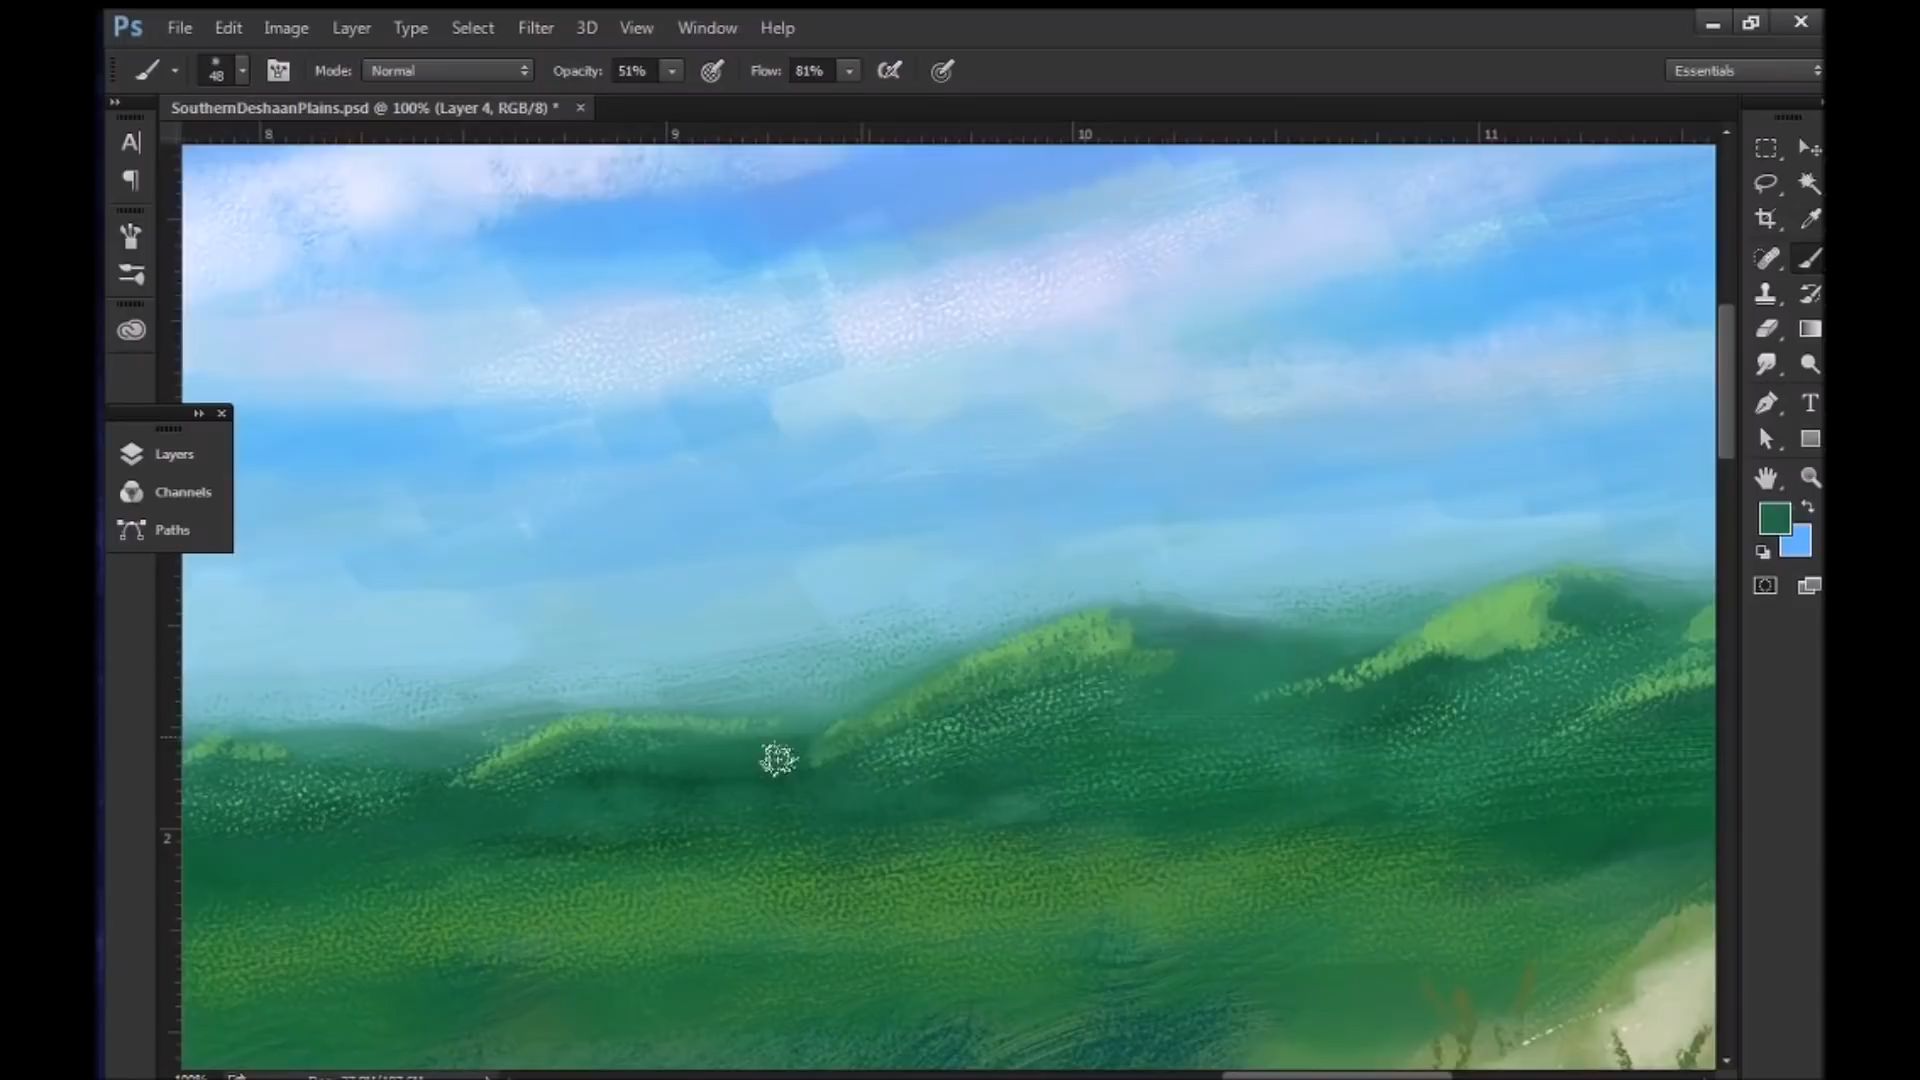 Ps File Edit Image Layer Type Select Filter 3D View Window Help
48 Mode: Normal Opacity: 51% Flow: 81% Essentials
SouthernDeshaanPlains.psd @ 100% (Layer 4, RGB/8) *
8 9 10 11
Layers
Channels
Paths
2
100%